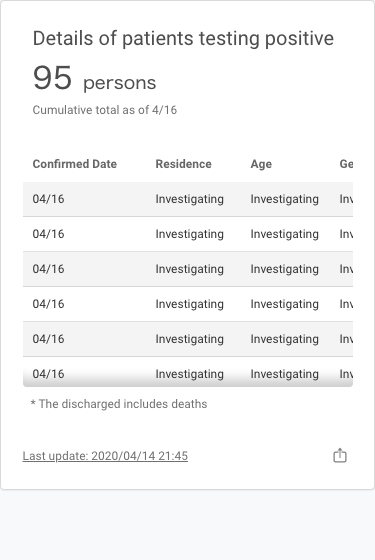 Details of patients testing positive
95 persons
Cumulative total as of 4/16
Confirmed Date Residence Age Ge
04/16 Investigating Investigating Inv
04/16 Investigating Investigating Inv
04/16 Investigating Investigating Inv
04/16 Investigating Investigating Inv
04/16 Investigating Investigating Inv
04/16 Investigating Investigating Inv
* The discharged includes deaths
Last update: 2020/04/14 21:45